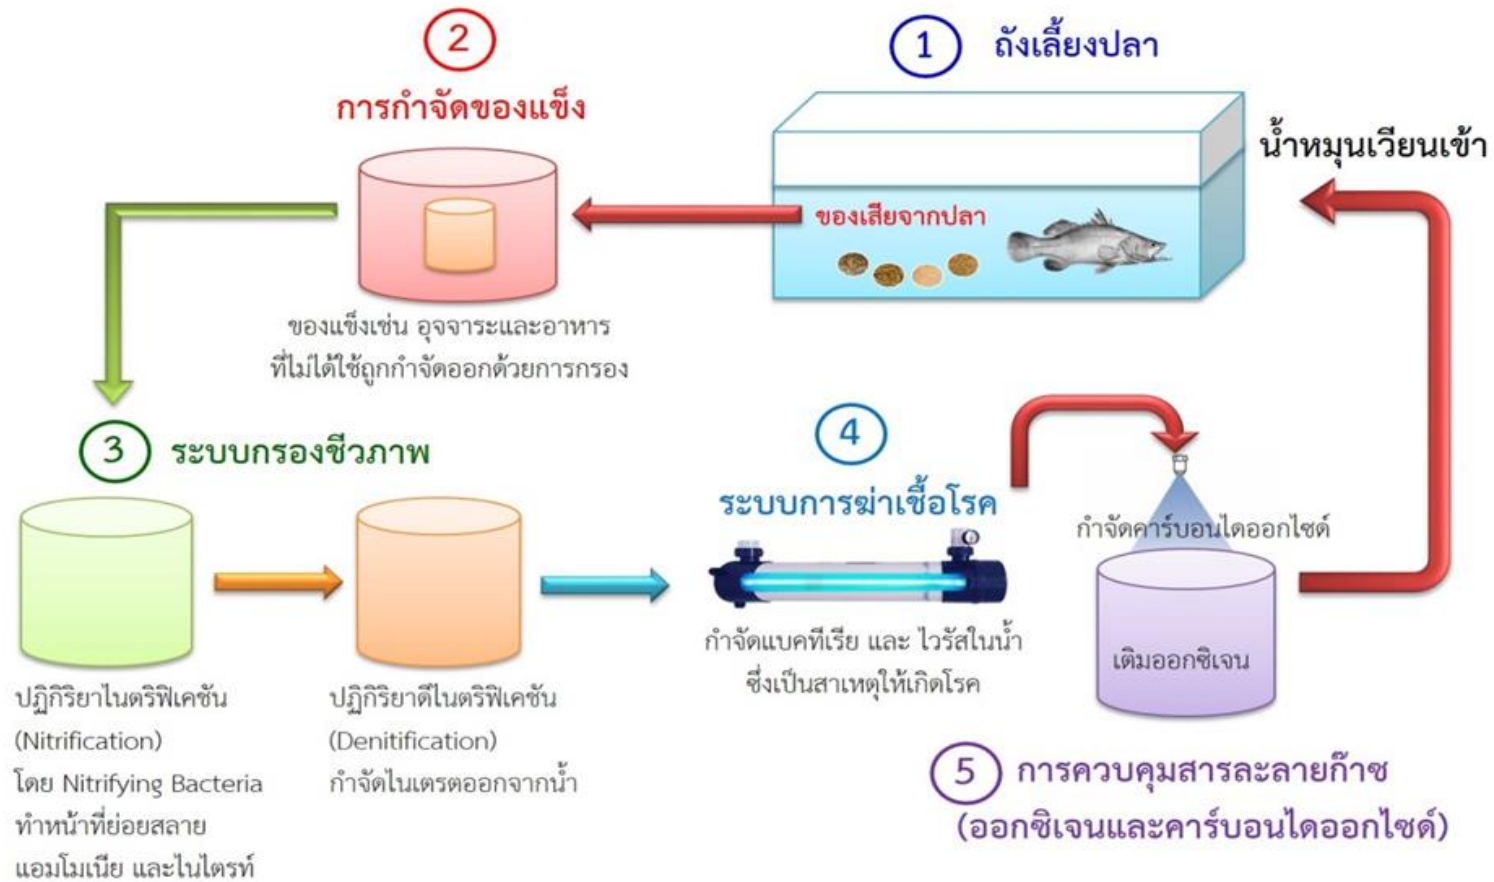 1 ถังเลี้ยงปลา
น้ำหมุนเวียนเข้า
ของเสียจากปลา
2
การกำจัดของแข็ง
ของแข็งเช่น อุจจาระและอาหาร
ที่ไม่ได้ใช้ถูกกำจัดออกด้วยการกรอง
3 ระบบกรองชีวภาพ
ปฏิกิริยาไนตริฟิเคชัน
(Nitrification)
โดย Nitrifying Bacteria
ทำหน้าที่ย่อยสลาย
แอมโมเนีย และไนไตรท์
ปฏิกิริยาดีไนตริฟิเคชัน
(Denitification)
กำจัดไนเตรตออกจากน้ำ
4
ระบบการฆ่าเชื้อโรค
กำจัดแบคทีเรีย และ ไวรัสในน้ำ
ซึ่งเป็นสาเหตุให้เกิดโรค
กำจัดคาร์บอนไดออกไซด์
เติมออกซิเจน
5 การควบคุมสารละลายก๊าซ
(ออกซิเจนและคาร์บอนไดออกไซด์)